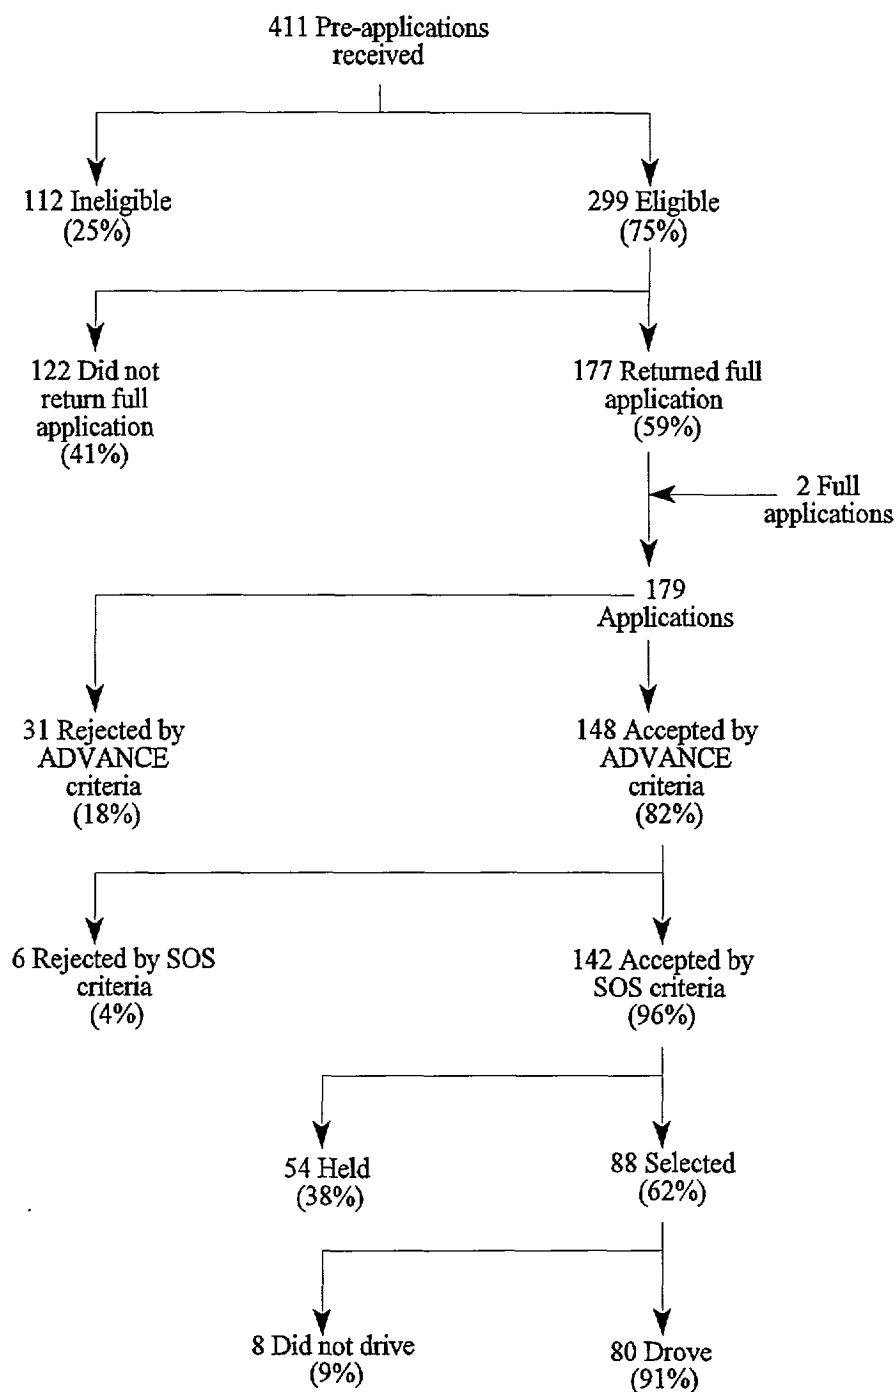 411 Pre-applications
received
112 Ineligible
(25%)
299 Eligible
(75%)
122 Did not
return full
application
(41%)
177 Returned full
application
(59%)
2 Full
applications
179
Applications
31 Rejected by
ADVANCE
criteria
(18%)
148 Accepted by
ADVANCE
criteria
(82%)
6 Rejected by SOS
criteria
(4%)
142 Accepted by
SOS criteria
(96%)
54 Held
(38%)
88 Selected
(62%)
8 Did not drive
(9%)
80 Drove
(91%)